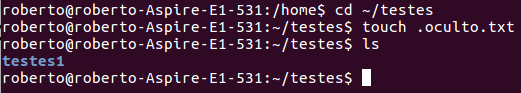 roberto@roberto-Aspire-E1-531:/home$ cd ~/testes
roberto@roberto-Aspire-E1-531:~/testes$ touch .oculto.txt
roberto@roberto-Aspire-E1-531:~/testes$ ls
testes1
roberto@roberto-Aspire-E1-531:~/testes$